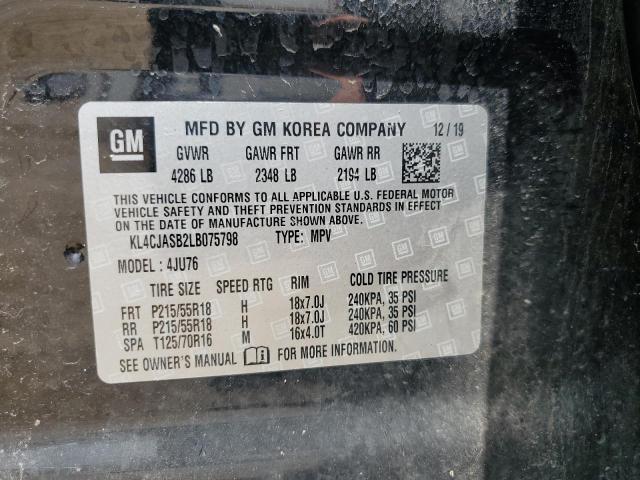 GM MFD BY GM KOREA COMPANY 12/19
GVWR GAWR FRT GAWR RR
4286 LB 2348 LB 2194 LB
THIS VEHICLE CONFORMS TO ALL APPLICABLE U.S. FEDERAL MOTOR
VEHICLE SAFETY AND THEFT PREVENTION STANDARDS IN EFFECT
ON THE DATE OF MANUFACTURE SHOWN ABOVE.
KL4CJASB2LB075798 TYPE: MPV
MODEL: 4JU76
TIRE SIZE SPEED RTG RIM COLD TIRE PRESSURE
FRT P215/55R18 H 18x7.0J 240KPA, 35 PSI
RR P215/55R18 H 18x7.0J 240KPA, 35 PSI
SPA T125/70R16 M 16x4.0T 420KPA, 60 PSI
SEE OWNER'S MANUAL FOR MORE INFORMATION.